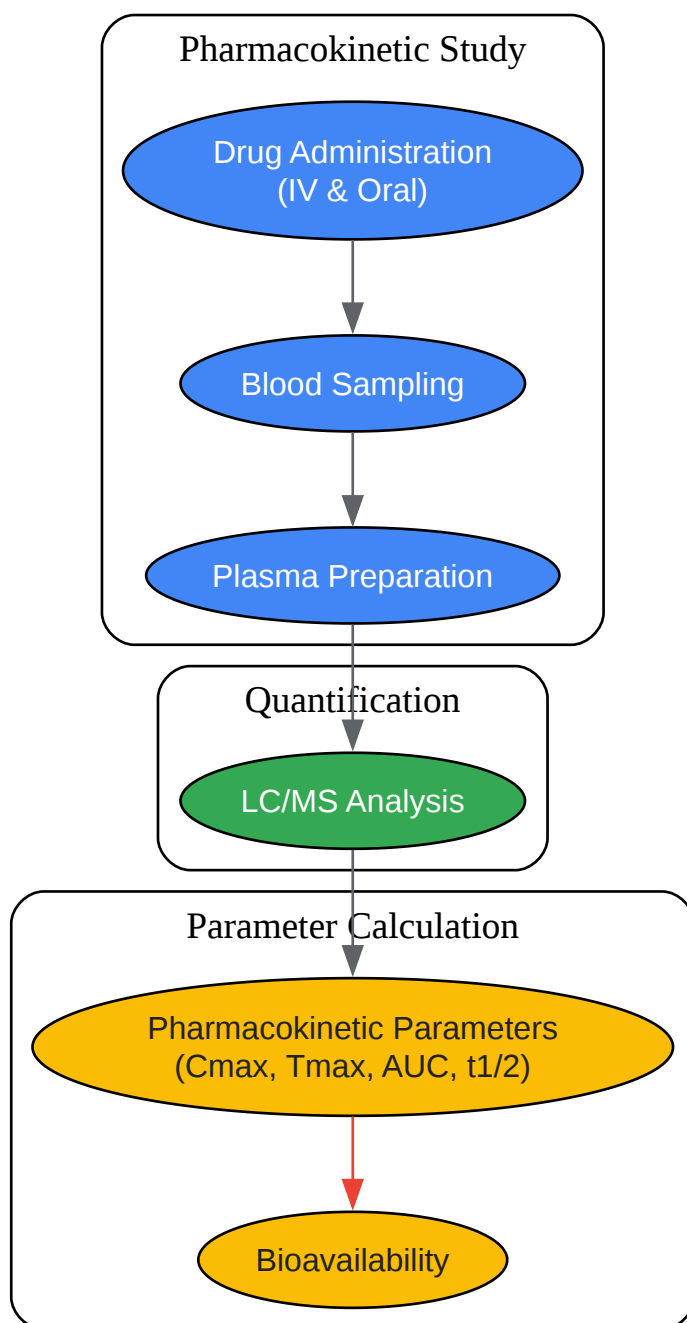 Pharmacokinetic Study
Drug Administration
(IV & Oral)
Blood Sampling
Plasma Preparation
Quantification
LC/MS Analysis
Parameter Calculation
Pharmacokinetic Parameters
(Cmax, Tmax, AUC, t1/2)
Bioavailability